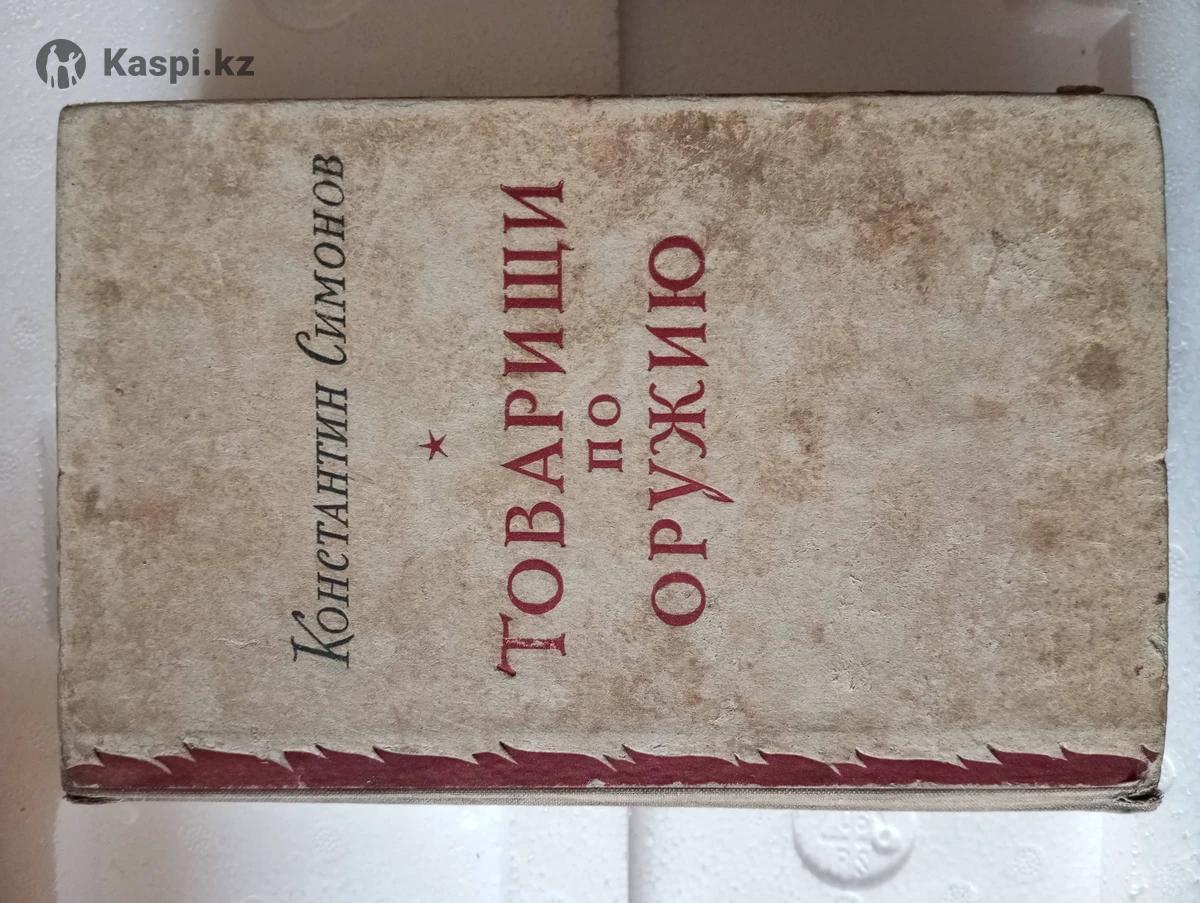 Kaspi.kz
Константин Симонов
ТОВАРИЩИ
ПО
ОРУЖИЮ